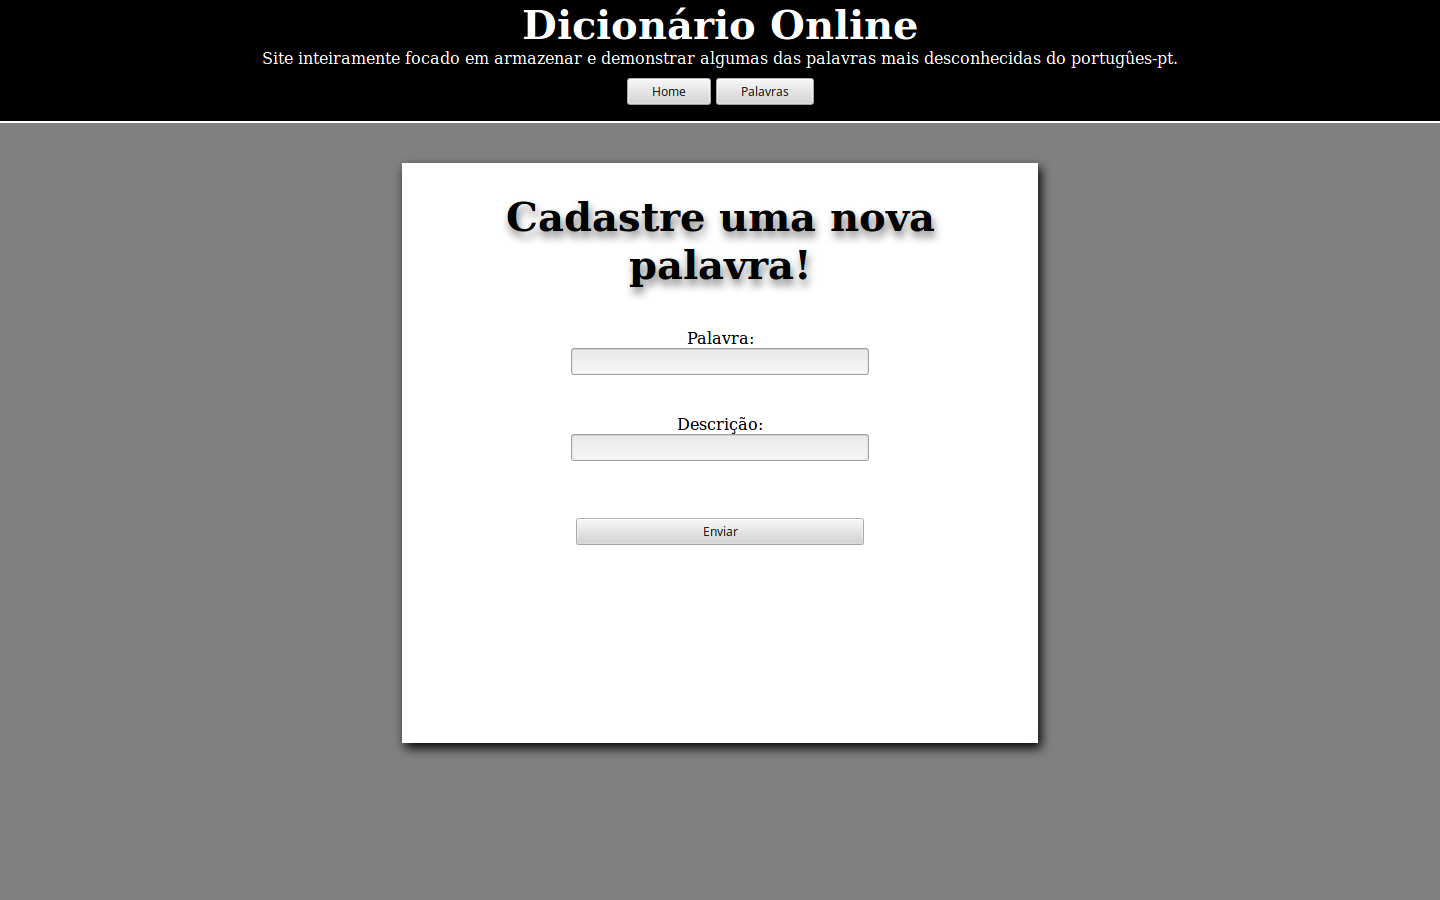 Dicionário Online
Site inteiramente focado em armazenar e demonstrar algumas das palavras mais desconhecidas do portugûes-pt.
Home Palavras
Cadastre uma nova
palavra!
Palavra:
Descrição:
Enviar